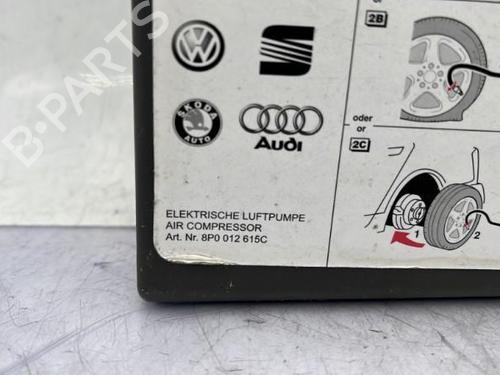 2B
oder
or
2C
SKODA
AUTO
Audi
1
2
ELEKTRISCHE LUFTPUMPE
AIR COMPRESSOR
Art. Nr. 8P0 012 615C
B-PARTS